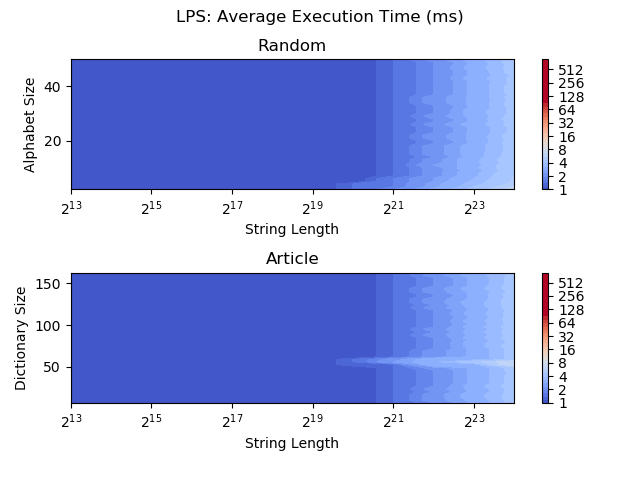 LPS: Average Execution Time (ms)
Random
Alphabet Size
40
20
2^13 2^15 2^17 2^19 2^21 2^23
String Length
512
256
128
64
32
16
8
4
2
1
Article
Dictionary Size
150
100
50
2^13 2^15 2^17 2^19 2^21 2^23
String Length
512
256
128
64
32
16
8
4
2
1